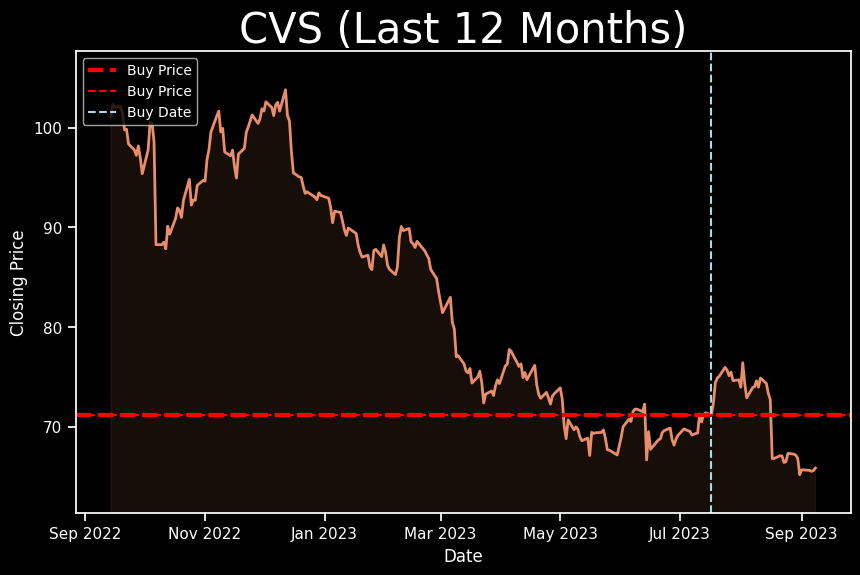 CVS (Last 12 Months)
Buy Price
Buy Price
Buy Date
100
90
80
70
Closing Price
Sep 2022
Nov 2022
Jan 2023
Mar 2023
May 2023
Jul 2023
Sep 2023
Date